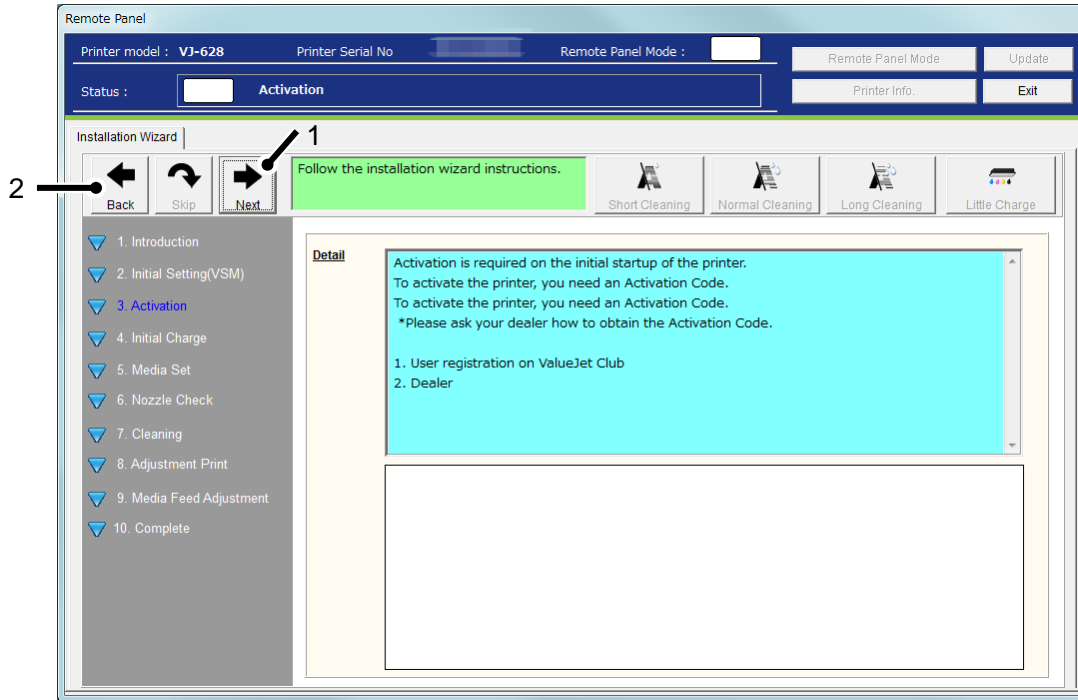 Remote Panel
Printer model : VJ-628 Printer Serial No Remote Panel Mode :
Remote Panel Mode Update
Status : Activation
Printer Info. Exit
Installation Wizard
1
2
Back Skip Next
Follow the installation wizard instructions.
Short Cleaning Normal Cleaning Long Cleaning Little Charge
1. Introduction
2. Initial Setting(VSM)
3. Activation
4. Initial Charge
5. Media Set
6. Nozzle Check
7. Cleaning
8. Adjustment Print
9. Media Feed Adjustment
10. Complete
Detail
Activation is required on the initial startup of the printer.
To activate the printer, you need an Activation Code.
To activate the printer, you need an Activation Code.
*Please ask your dealer how to obtain the Activation Code.
1. User registration on ValueJet Club
2. Dealer